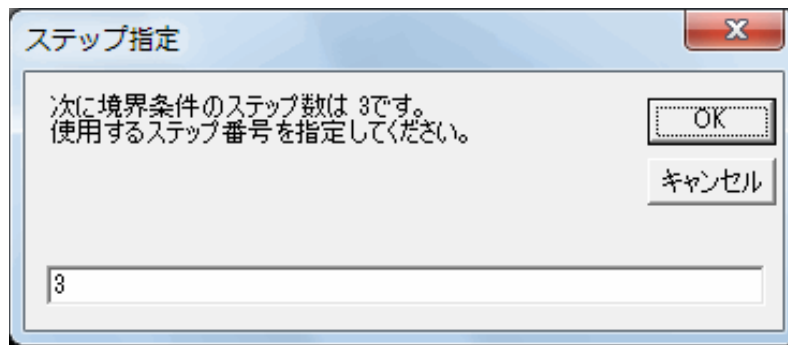 ステップ指定
次に境界条件のステップ数は 3です。
使用するステップ番号を指定してください。
OK
キャンセル
3